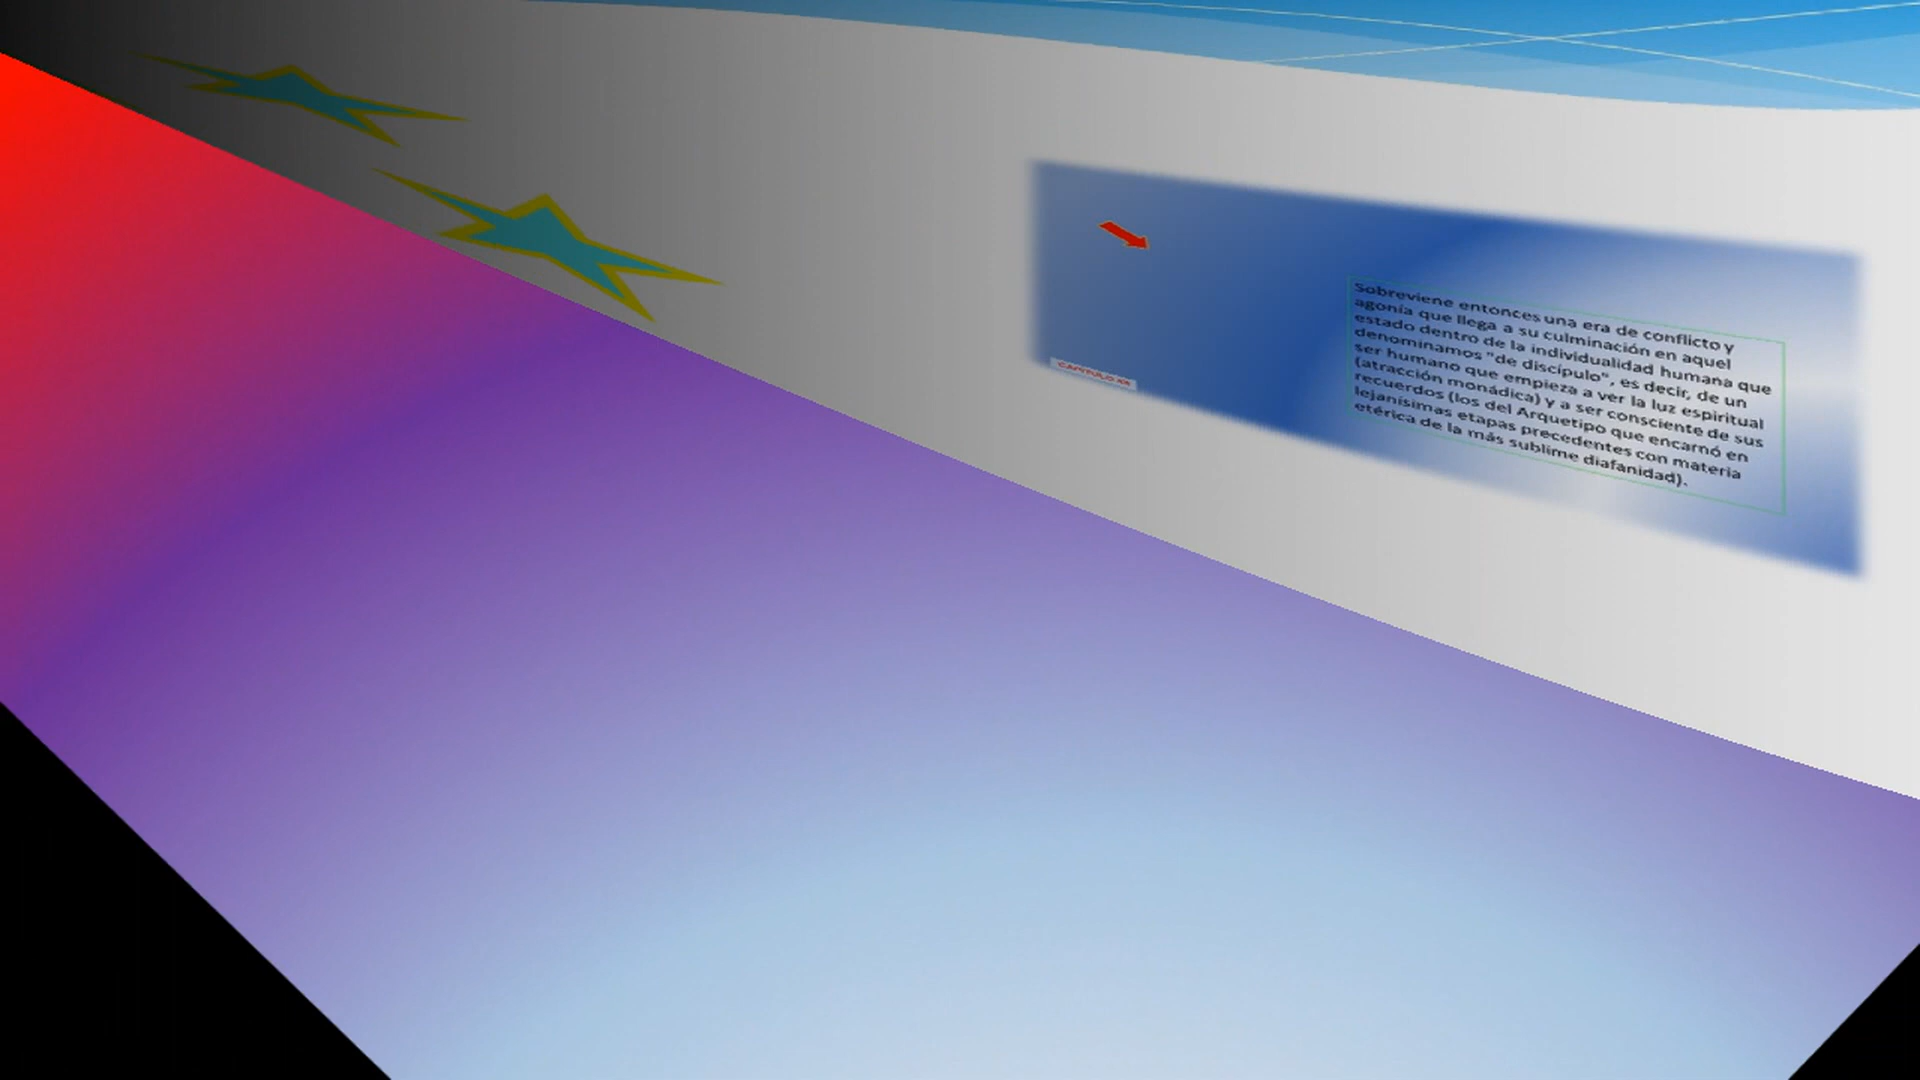 Sobreviene entonces una era de conflicto y
agonía que llega a su culminación en aquel
estado dentro de la individualidad humana que
denominamos "de discípulo", es decir, de un
ser humano que empieza a ver la luz espiritual
(atracción monádica) y a ser consciente de sus
recuerdos (los del Arquetipo que encarnó en
lejanísimas etapas precedentes con materia
etérica de la más sublime diafanidad).
CAPITULO